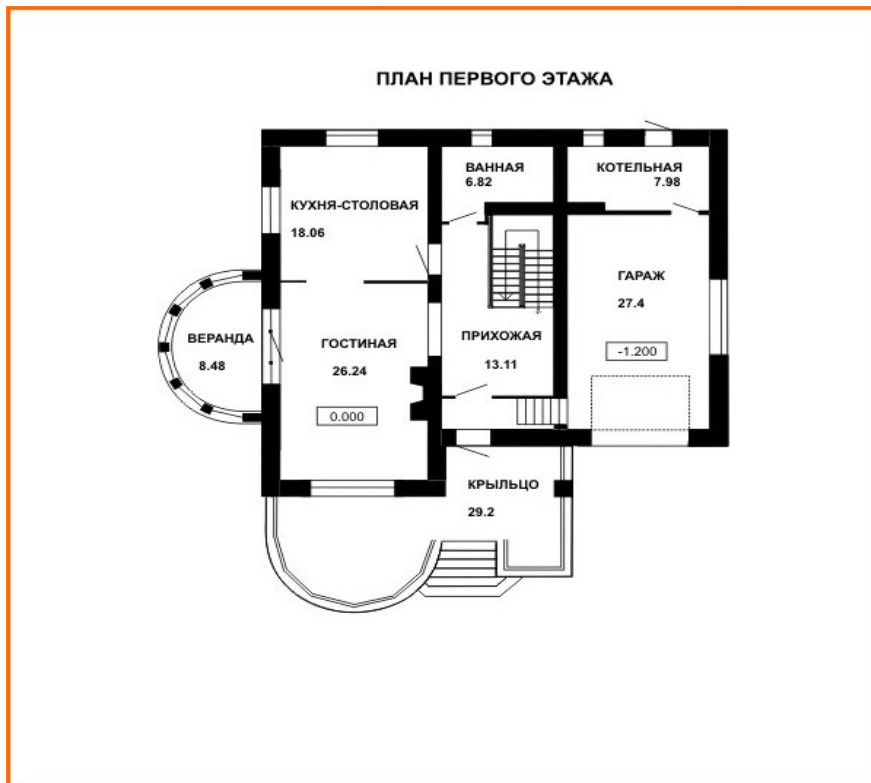 ПЛАН ПЕРВОГО ЭТАЖА
ВАННАЯ
6.82
КОТЕЛЬНАЯ
7.98
КУХНЯ-СТОЛОВАЯ
18.06
ГАРАЖ
27.4
-1.200
ВЕРАНДА
8.48
ГОСТИНАЯ
26.24
0.000
ПРИХОЖАЯ
13.11
КРЫЛЬЦО
29.2